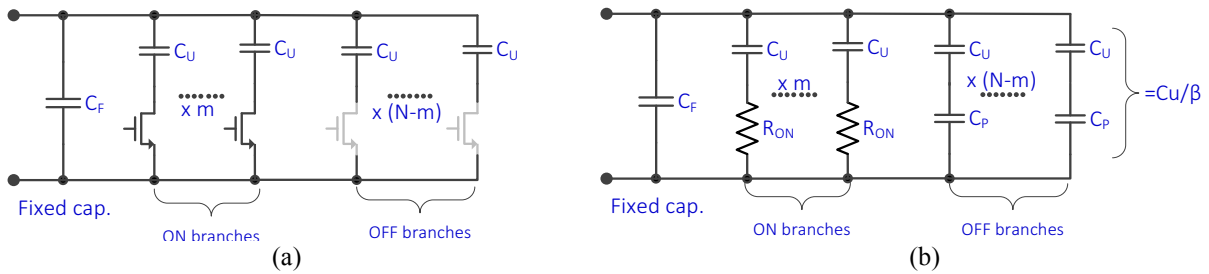 C_U
C_U
C_U
C_U
C_F
x m
x (N-m)
Fixed cap.
ON branches
OFF branches
(a)
C_U
C_U
C_U
C_U
C_F
x m
x (N-m)
=Cu/β
R_ON
R_ON
C_P
C_P
Fixed cap.
ON branches
OFF branches
(b)